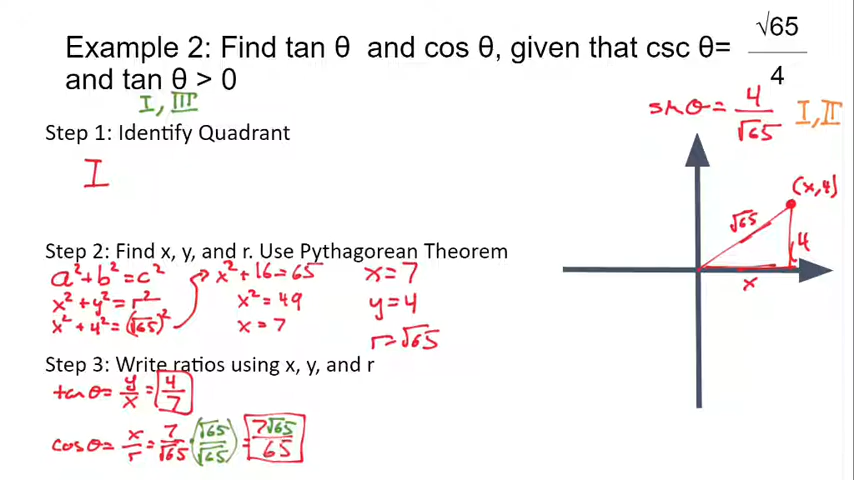 Example 2: Find tan θ and cos θ, given that csc θ= √65/4
and tan θ > 0
I, III
sinθ = 4/√65 I, II
Step 1: Identify Quadrant
I
(x,4)
√65
4
x
Step 2: Find x, y, and r. Use Pythagorean Theorem
a²+b²=c²
x²+y²=r²
x²+4²=(√65)²
x²+16=65
x²=49
x=7
x=7
y=4
r=√65
Step 3: Write ratios using x, y, and r
tanθ= y/x = 4/7
cosθ= x/r = 7/√65 · (√65/√65) = 7√65/65